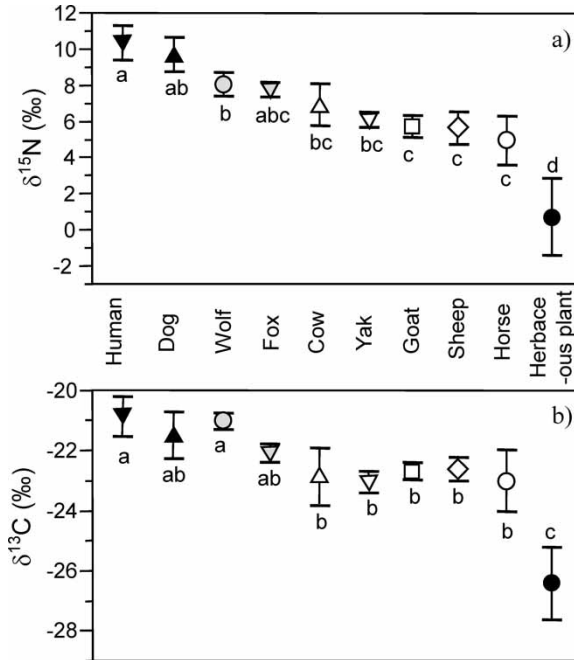 a)
δ15N (‰)
12
10
8
6
4
2
0
-2
a
ab
b
abc
bc
bc
c
c
c
d
Human
Dog
Wolf
Fox
Cow
Yak
Goat
Sheep
Horse
Herbace
-ous plant
b)
δ13C (‰)
-20
-22
-24
-26
-28
a
ab
a
ab
b
b
b
b
b
c